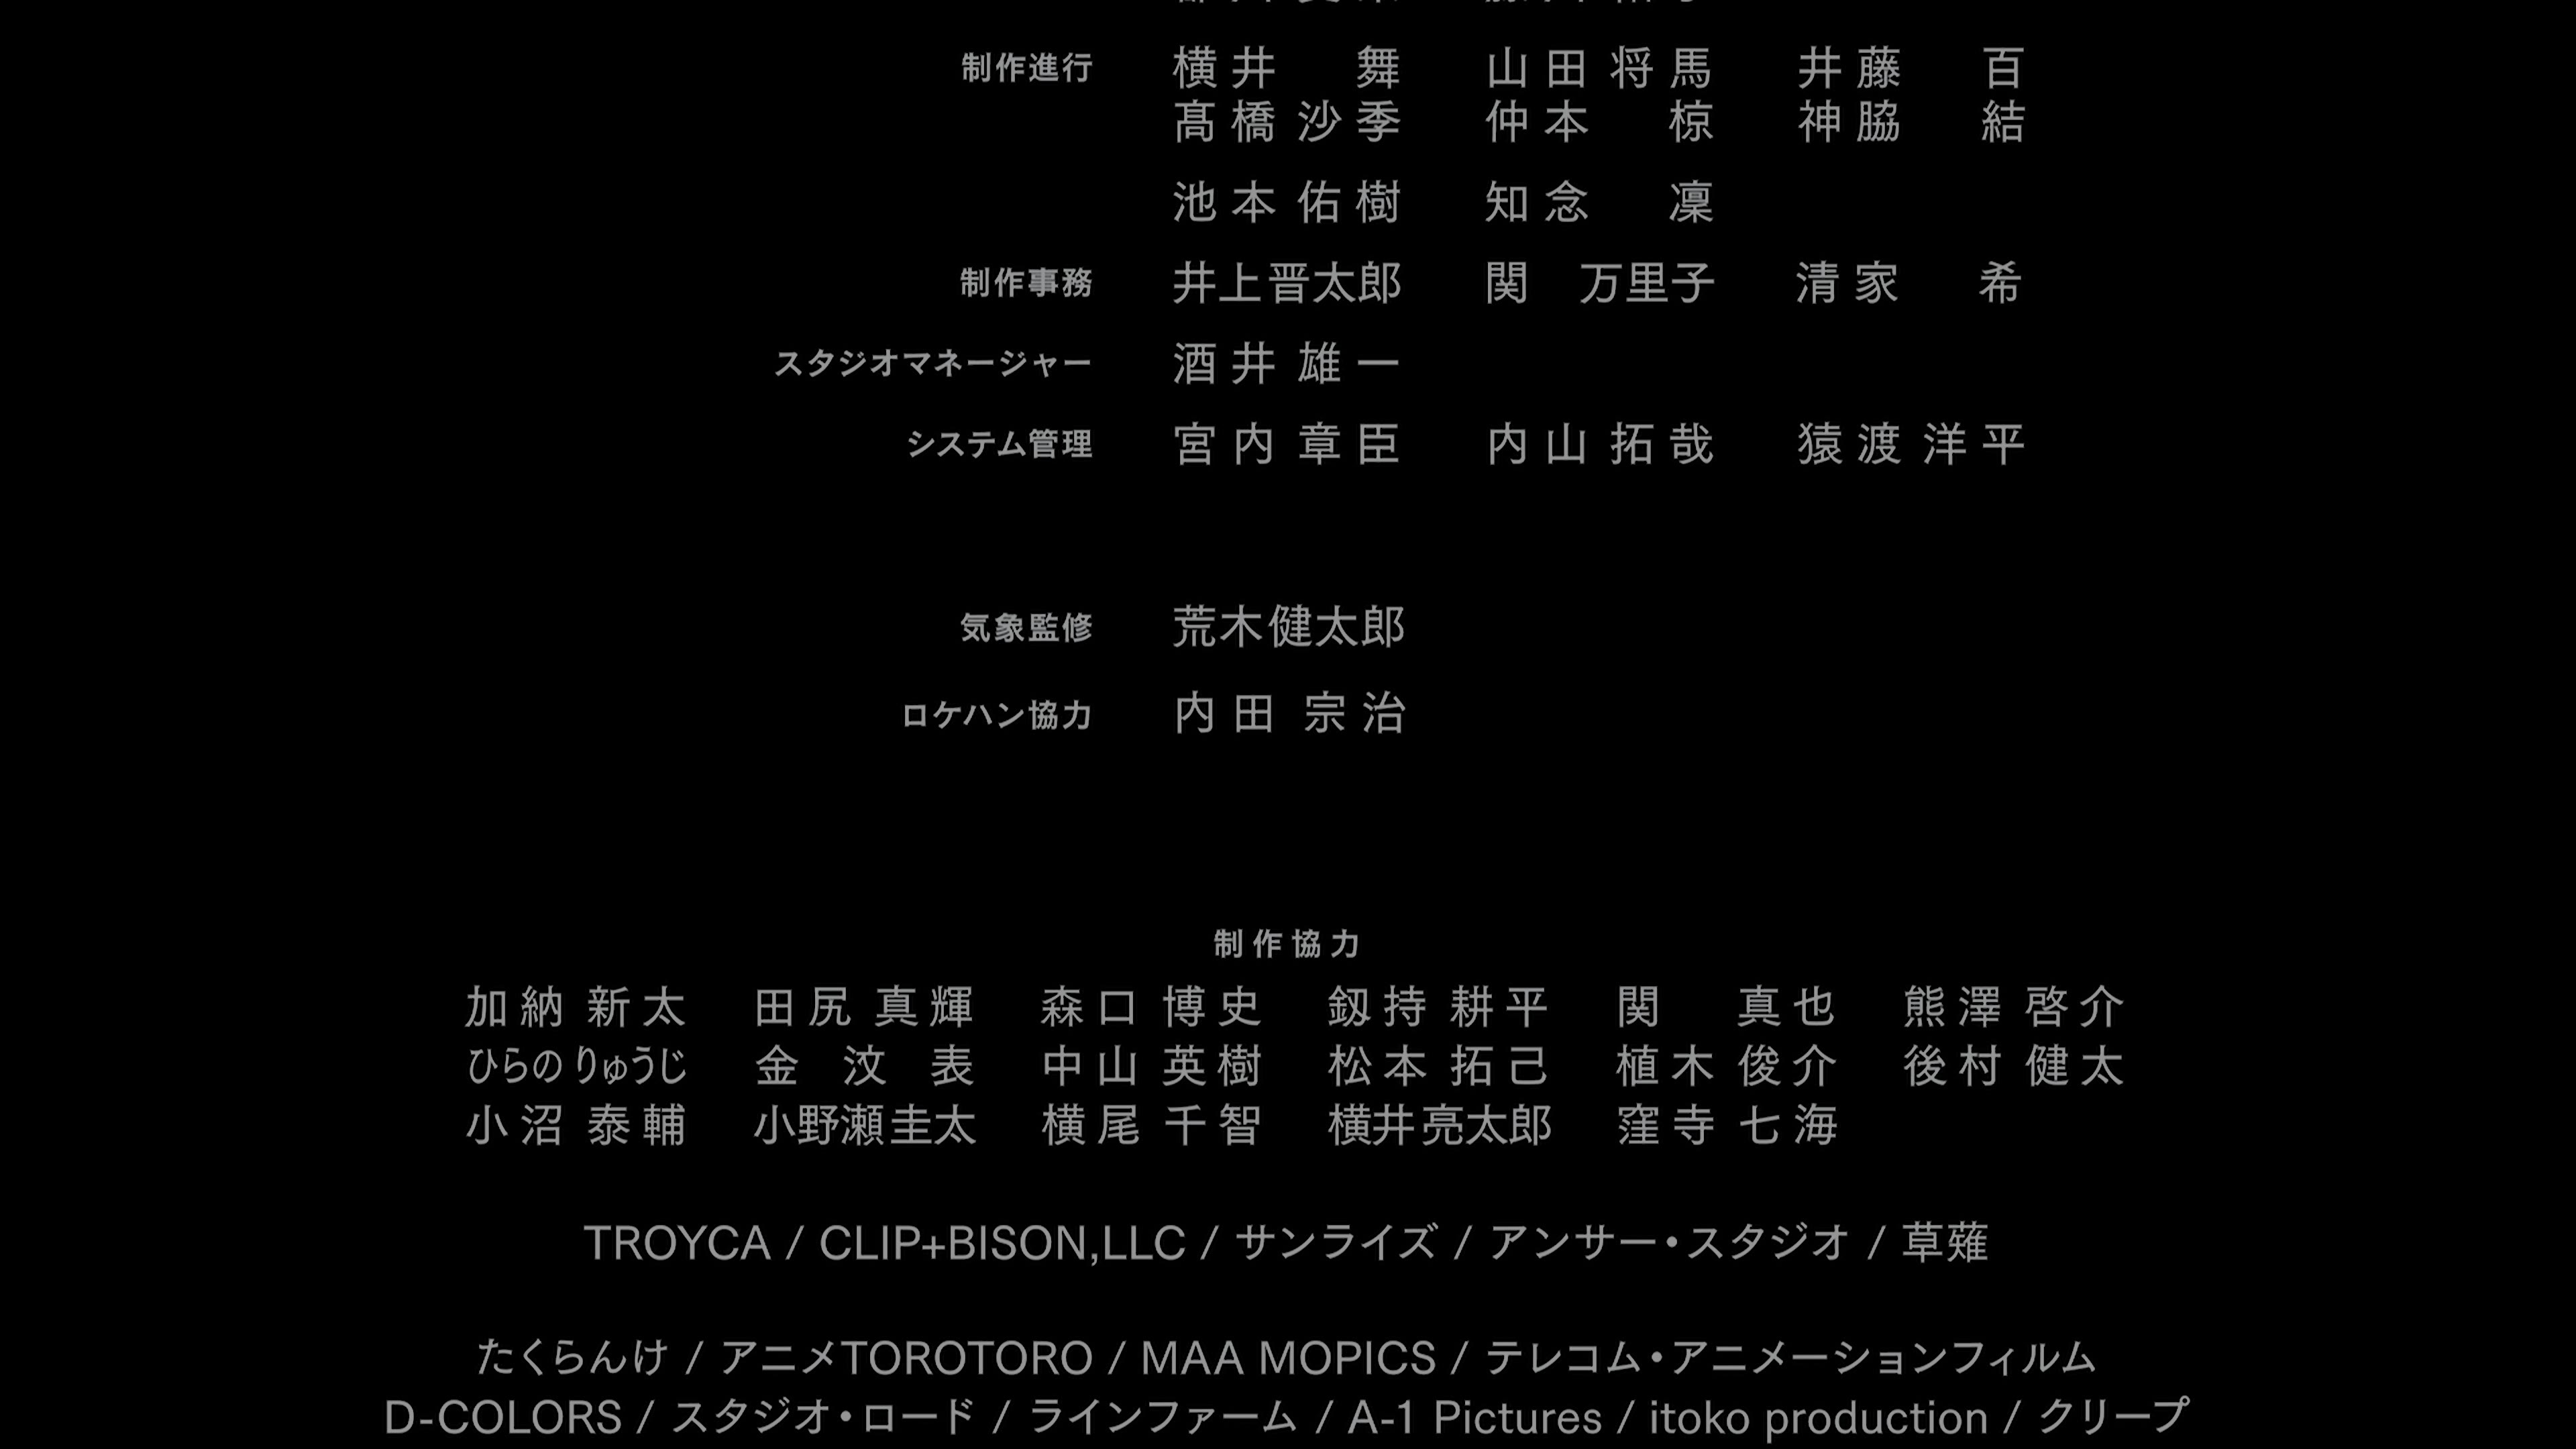 制作進行 横井 舞 山田将馬 井藤 百
髙橋沙季 仲本 椋 神脇 結
池本佑樹 知念 凜
制作事務 井上晋太郎 関 万里子 清家 希
スタジオマネージャー 酒井雄一
システム管理 宮内章臣 内山拓哉 猿渡洋平
気象監修 荒木健太郎
ロケハン協力 内田宗治
制作協力
加納新太 田尻真輝 森口博史 釼持耕平 関 真也 熊澤啓介
ひらのりゅうじ 金 汶 表 中山英樹 松本拓己 植木俊介 後村健太
小沼泰輔 小野瀬圭太 横尾千智 横井亮太郎 窪寺七海
TROYCA / CLIP+BISON,LLC / サンライズ / アンサー・スタジオ / 草薙
たくらんけ / アニメTOROTORO / MAA MOPICS / テレコム・アニメーションフィルム
D-COLORS / スタジオ・ロード / ラインファーム / A-1 Pictures / itoko production / クリープ